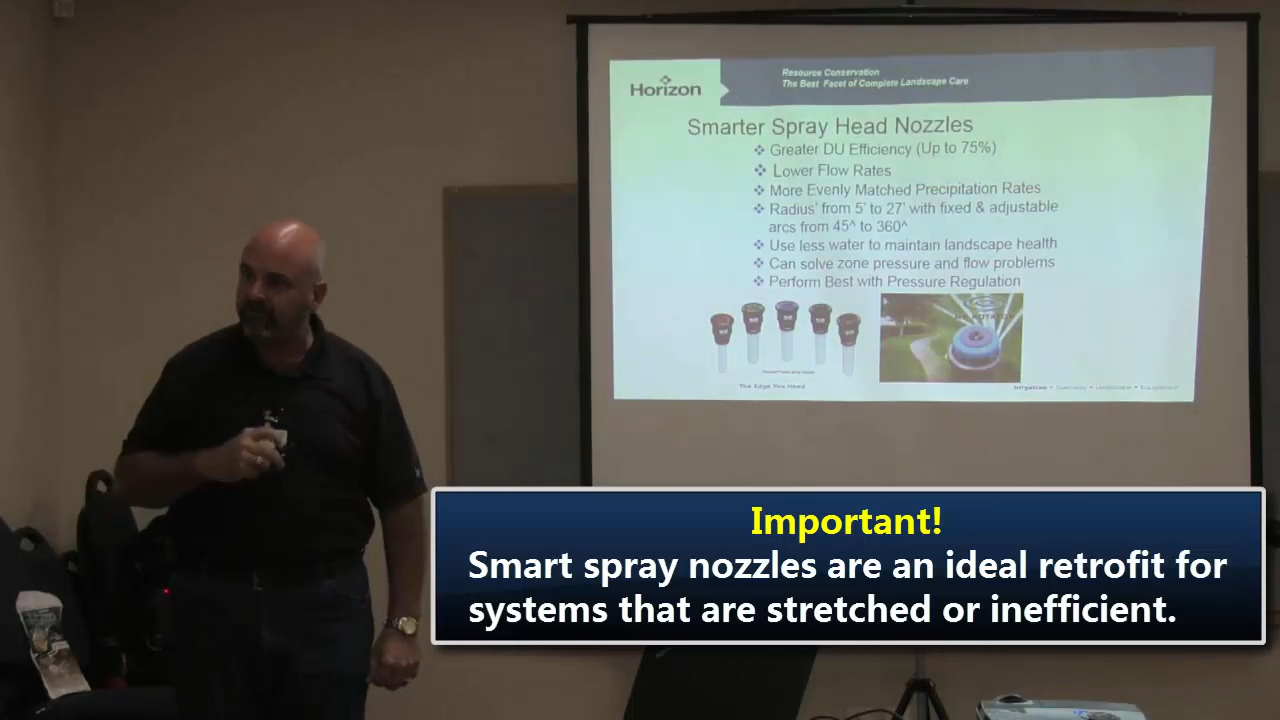 Horizon
Resource Conservation
The Best Facet of Complete Landscape Care
Smarter Spray Head Nozzles
❖ Greater DU Efficiency (Up to 75%)
❖ Lower Flow Rates
❖ More Evenly Matched Precipitation Rates
❖ Radius' from 5' to 27' with fixed & adjustable
arcs from 45^ to 360^
❖ Use less water to maintain landscape health
❖ Can solve zone pressure and flow problems
❖ Perform Best with Pressure Regulation
The Edge You Need
Irrigation • Specialty • Landscape • Equipment
Important!
Smart spray nozzles are an ideal retrofit for
systems that are stretched or inefficient.